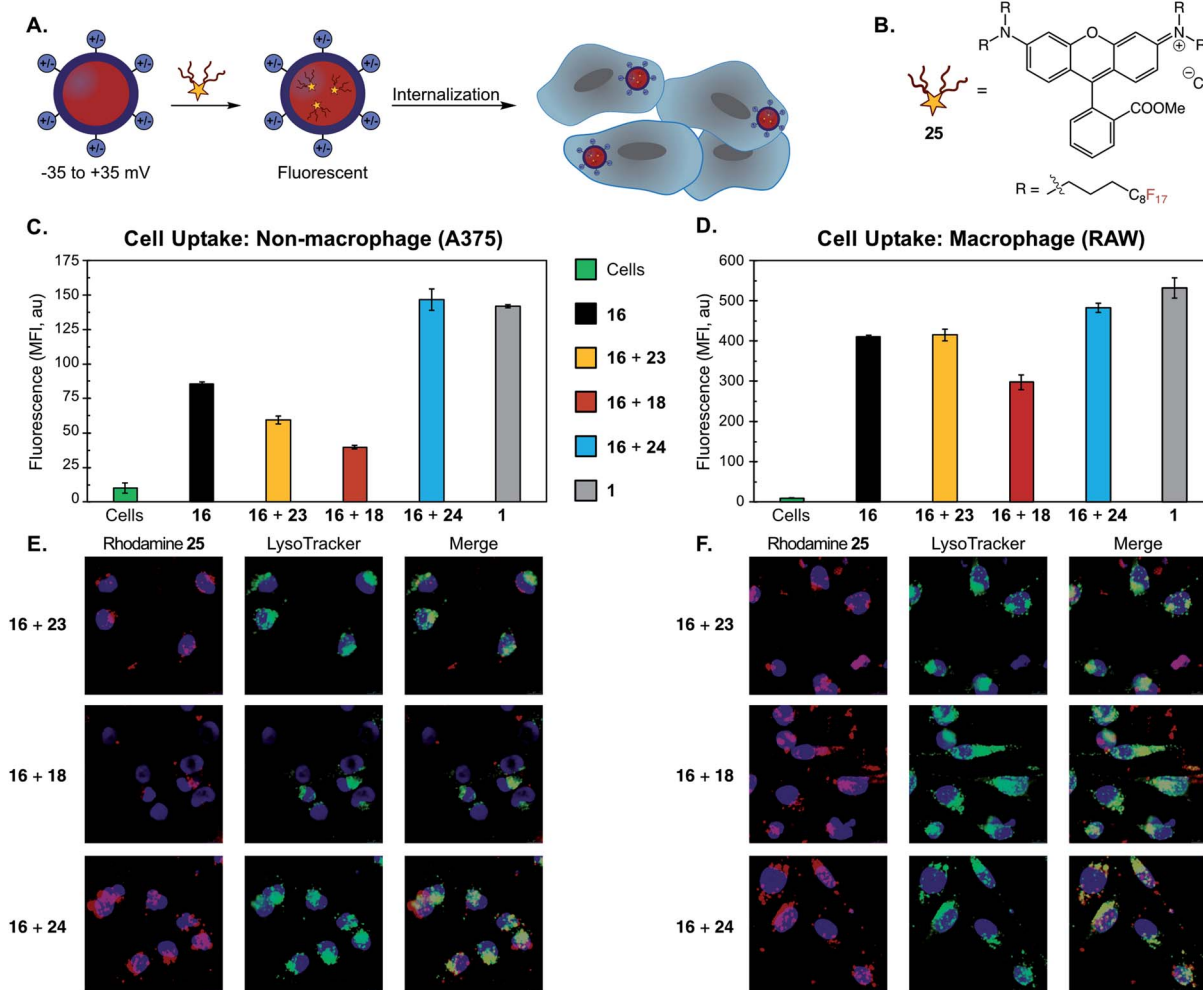 A.
+/-
+/-
+/-
+/-
+/-
+/-
-35 to +35 mV
+/-
+/-
+/-
+/-
+/-
+/-
Fluorescent
Internalization
B.
25
=
R
R
N
O
R
N
R
⊕
⊖
COOMe
R =
C8F17
C.
Cell Uptake: Non-macrophage (A375)
Fluorescence (MFI, au)
175
150
125
100
75
50
25
0
Cells
16
16 + 23
16 + 18
16 + 24
1
Cells
16
16 + 23
16 + 18
16 + 24
1
D.
Cell Uptake: Macrophage (RAW)
Fluorescence (MFI, au)
600
500
400
300
200
100
0
Cells
16
16 + 23
16 + 18
16 + 24
1
E.
Rhodamine 25
LysoTracker
Merge
16 + 23
16 + 18
16 + 24
F.
Rhodamine 25
LysoTracker
Merge
16 + 23
16 + 18
16 + 24